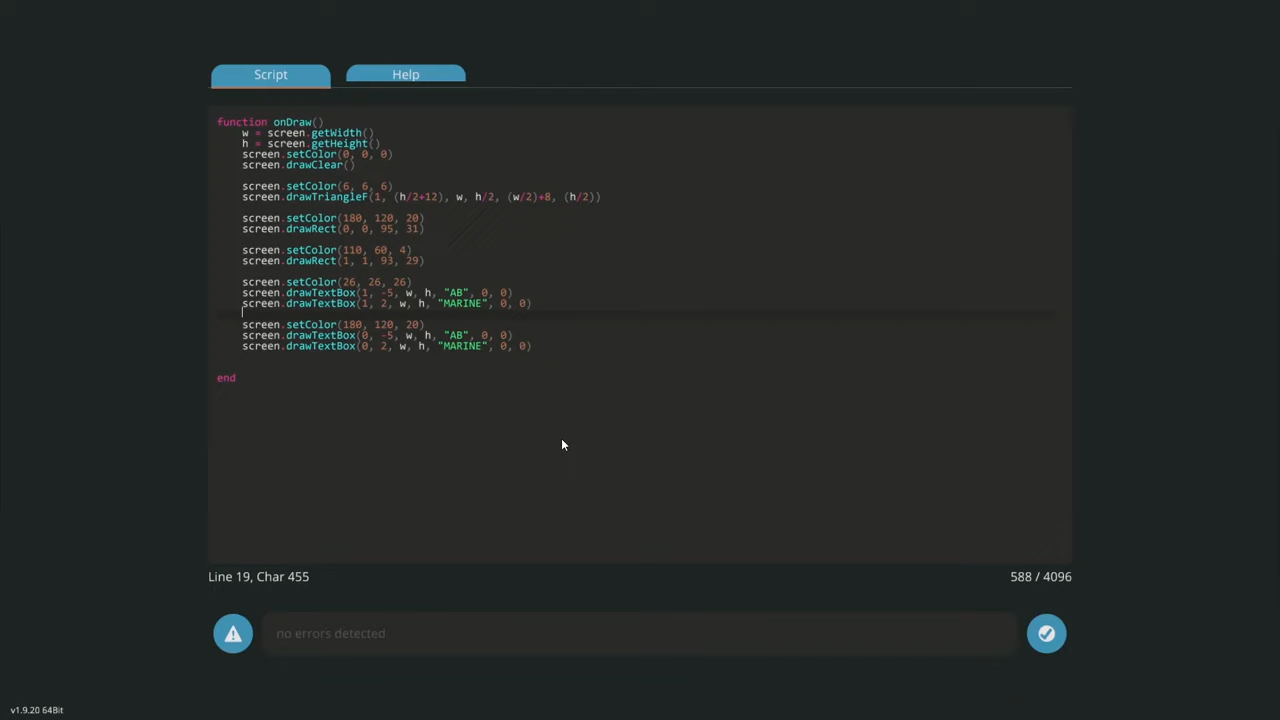 Script
Help
function onDraw()
w = screen.getWidth()
h = screen.getHeight()
screen.setColor(0, 0, 0)
screen.drawClear()
screen.setColor(6, 6, 6)
screen.drawTriangleF(1, (h/2+12), w, h/2, (w/2)+8, (h/2))
screen.setColor(180, 120, 20)
screen.drawRect(0, 0, 95, 31)
screen.setColor(110, 60, 4)
screen.drawRect(1, 1, 93, 29)
screen.setColor(26, 26, 26)
screen.drawTextBox(1, -5, w, h, "AB", 0, 0)
screen.drawTextBox(1, 2, w, h, "MARINE", 0, 0)
screen.setColor(180, 120, 20)
screen.drawTextBox(0, -5, w, h, "AB", 0, 0)
screen.drawTextBox(0, 2, w, h, "MARINE", 0, 0)
end
Line 19, Char 455
588 / 4096
no errors detected
v1.9.20 64Bit